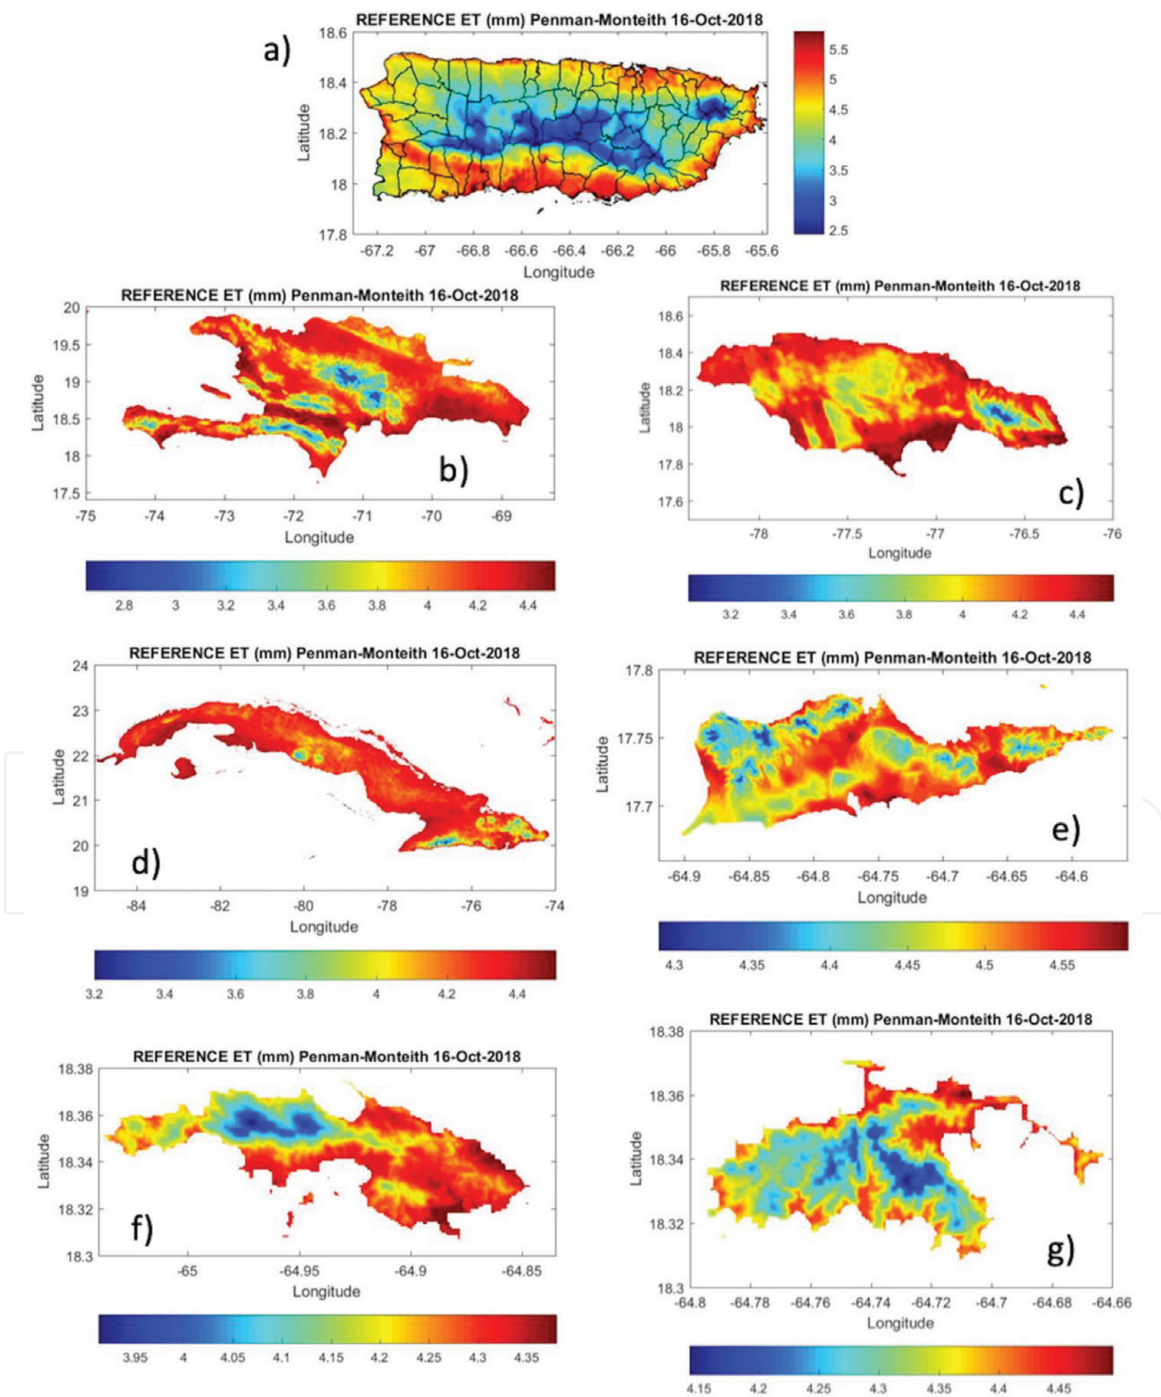 REFERENCE ET (mm) Penman-Monteith 16-Oct-2018
a)
18.6
18.4
18.2
18
17.8
Latitude
-67.2 -67 -66.8 -66.6 -66.4 -66.2 -66 -65.8 -65.6
Longitude
5.5
5
4.5
4
3.5
3
2.5
REFERENCE ET (mm) Penman-Monteith 16-Oct-2018
20
19.5
19
18.5
18
17.5
Latitude
b)
-75 -74 -73 -72 -71 -70 -69
Longitude
2.8 3 3.2 3.4 3.6 3.8 4 4.2 4.4
REFERENCE ET (mm) Penman-Monteith 16-Oct-2018
18.6
18.4
18.2
18
17.8
17.6
Latitude
c)
-78 -77.5 -77 -76.5 -76
Longitude
3.2 3.4 3.6 3.8 4 4.2 4.4
REFERENCE ET (mm) Penman-Monteith 16-Oct-2018
24
23
22
21
20
19
Latitude
d)
-84 -82 -80 -78 -76 -74
Longitude
3.2 3.4 3.6 3.8 4 4.2 4.4
REFERENCE ET (mm) Penman-Monteith 16-Oct-2018
17.8
17.75
17.7
Latitude
e)
-64.9 -64.85 -64.8 -64.75 -64.7 -64.65 -64.6
Longitude
4.3 4.35 4.4 4.45 4.5 4.55
REFERENCE ET (mm) Penman-Monteith 16-Oct-2018
18.38
18.36
18.34
18.32
18.3
Latitude
f)
-65 -64.95 -64.9 -64.85
Longitude
3.95 4 4.05 4.1 4.15 4.2 4.25 4.3 4.35
REFERENCE ET (mm) Penman-Monteith 16-Oct-2018
18.38
18.36
18.34
18.32
18.3
Latitude
g)
-64.8 -64.78 -64.76 -64.74 -64.72 -64.7 -64.68 -64.66
Longitude
4.15 4.2 4.25 4.3 4.35 4.4 4.45